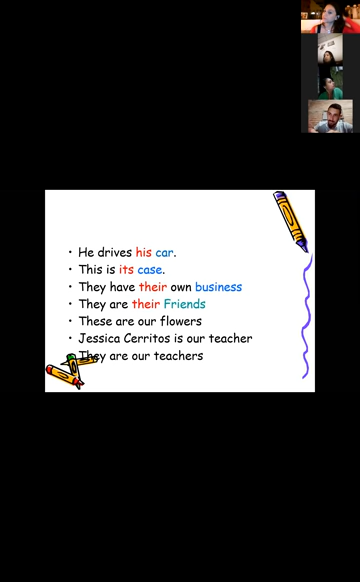 He drives his car.
This is its case.
They have their own business
They are their Friends
These are our flowers
Jessica Cerritos is our teacher
They are our teachers